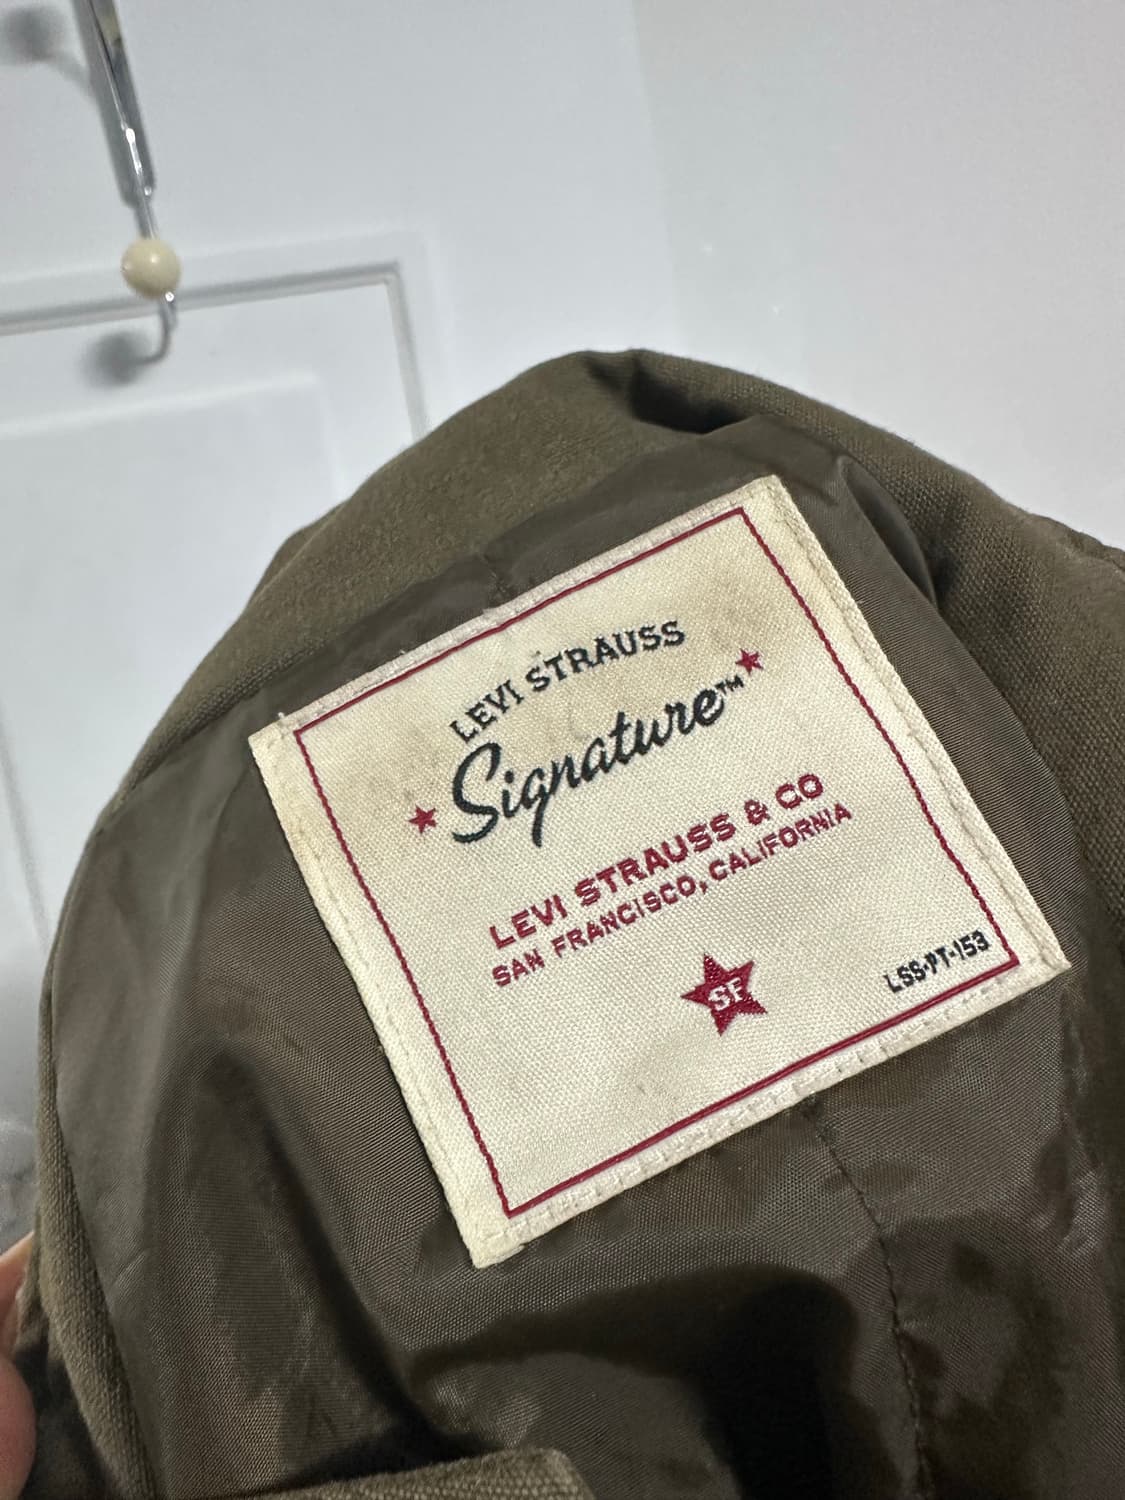 LEVI STRAUSS
Signature™
LEVI STRAUSS & CO
SAN FRANCISCO, CALIFORNIA
SF
LSS-PT-153